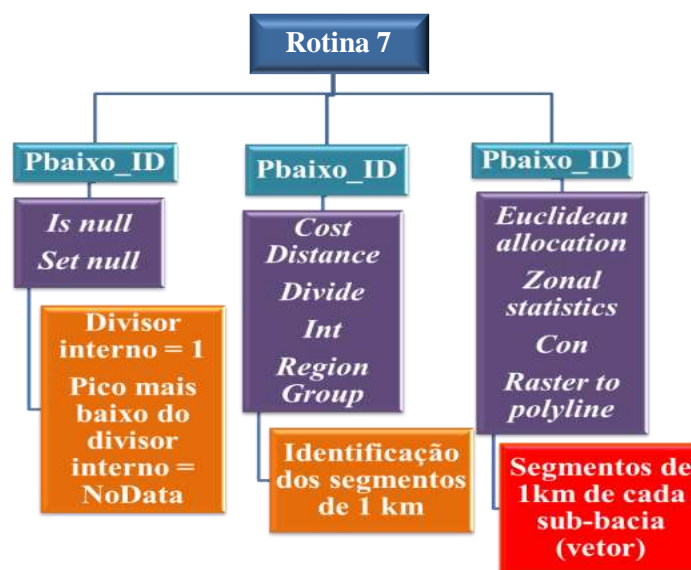 Rotina 7
Pbaixo_ID
Is null
Set null
Divisor
interno = 1
Pico mais
baixo do
divisor
interno =
NoData
Pbaixo_ID
Cost
Distance
Divide
Int
Region
Group
Identificação
dos segmentos
de 1 km
Pbaixo_ID
Euclidean
allocation
Zonal
statistics
Con
Raster to
polyline
Segmentos de
1km de cada
sub-bacia
(vetor)